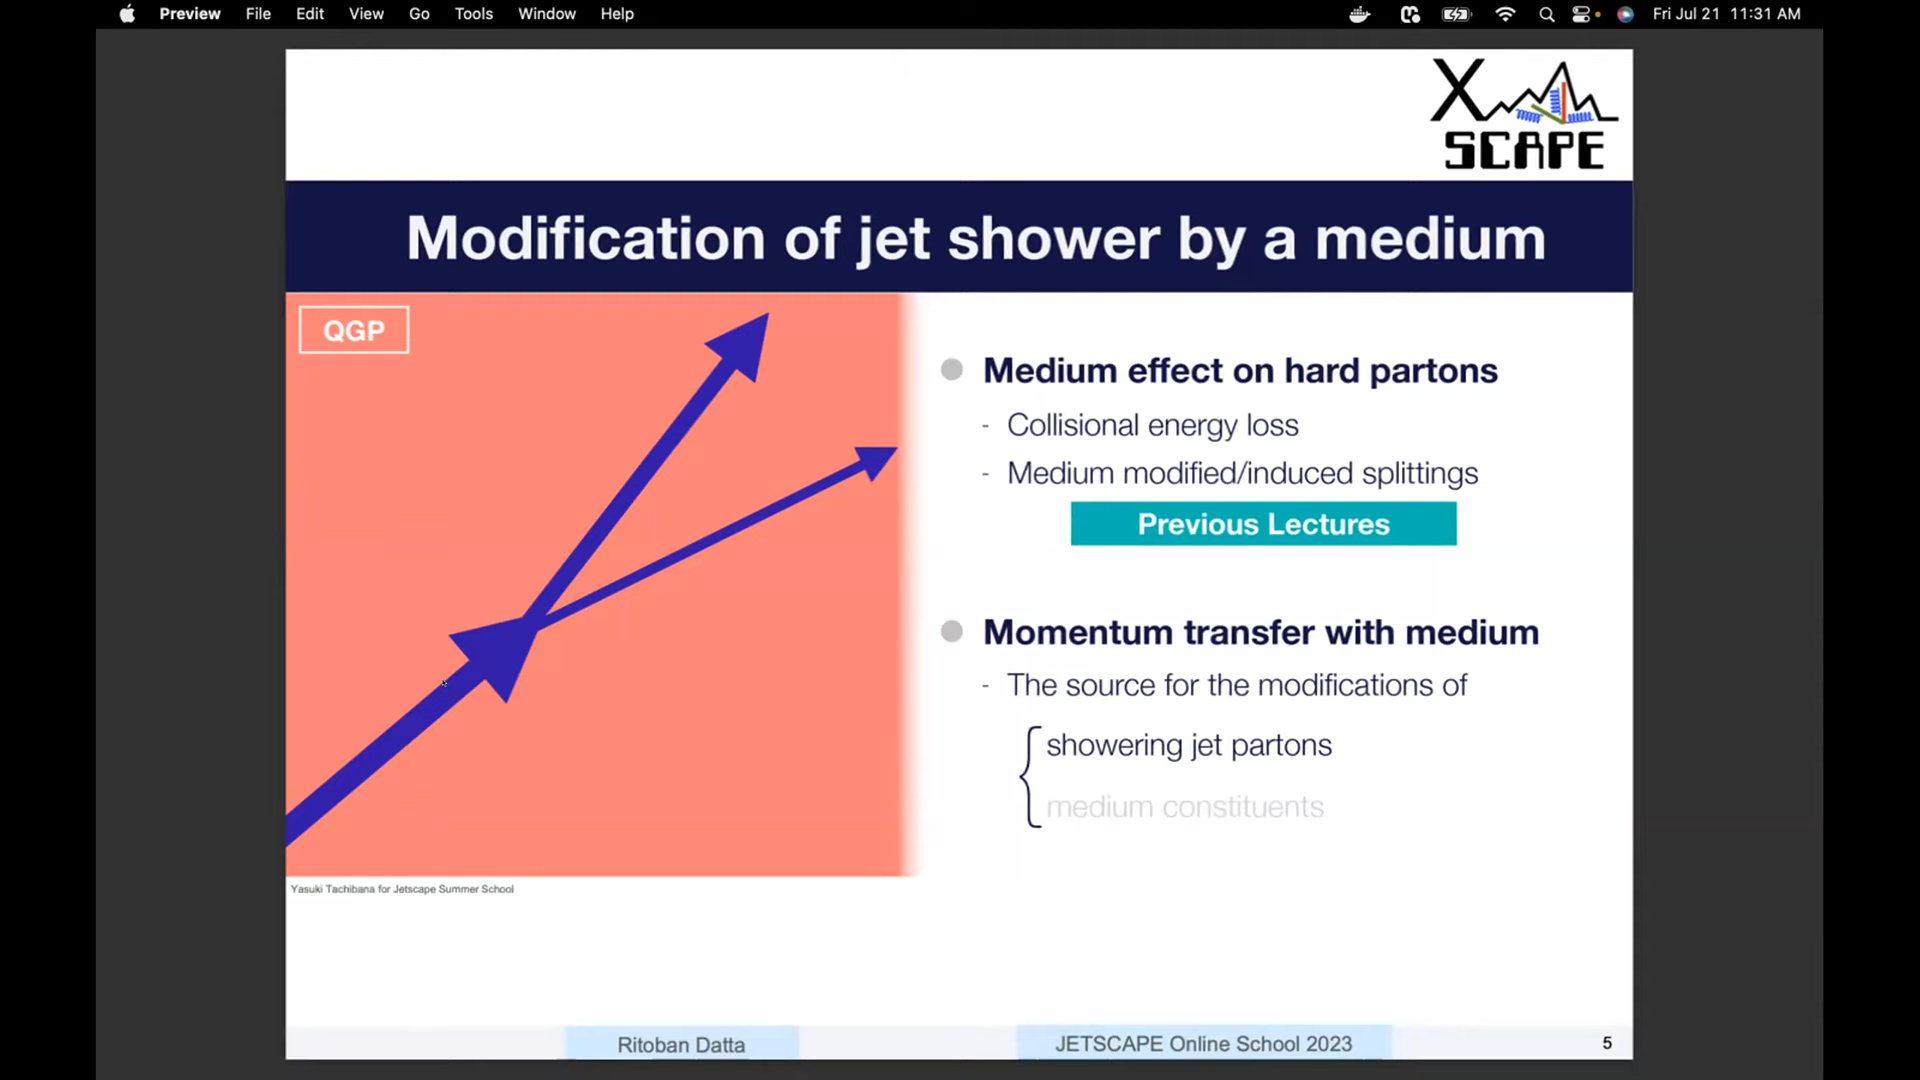 Preview File Edit View Go Tools Window Help Fri Jul 21 11:31 AM
X
SCAPE
Modification of jet shower by a medium
QGP
Medium effect on hard partons
- Collisional energy loss
- Medium modified/induced splittings
Previous Lectures
Momentum transfer with medium
- The source for the modifications of
showering jet partons
medium constituents
Yasuki Tachibana for Jetscape Summer School
Ritoban Datta JETSCAPE Online School 2023 5